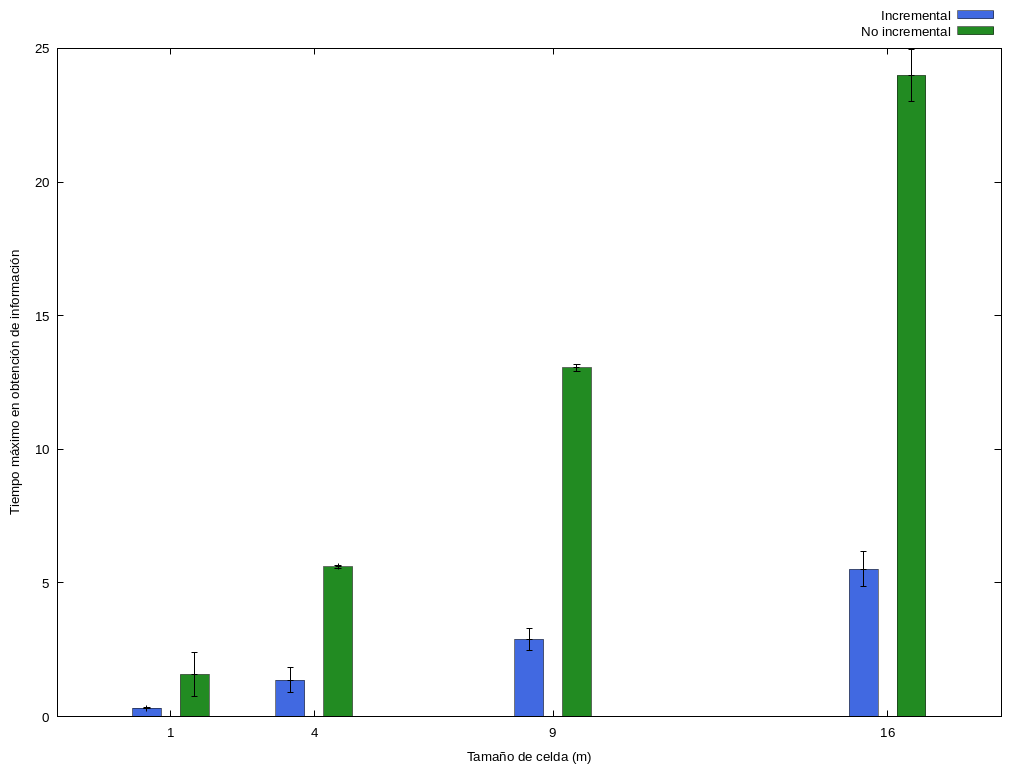 Incremental
No incremental
25
20
15
10
5
0
Tiempo máximo en obtención de información
1 4 9 16
Tamaño de celda (m)